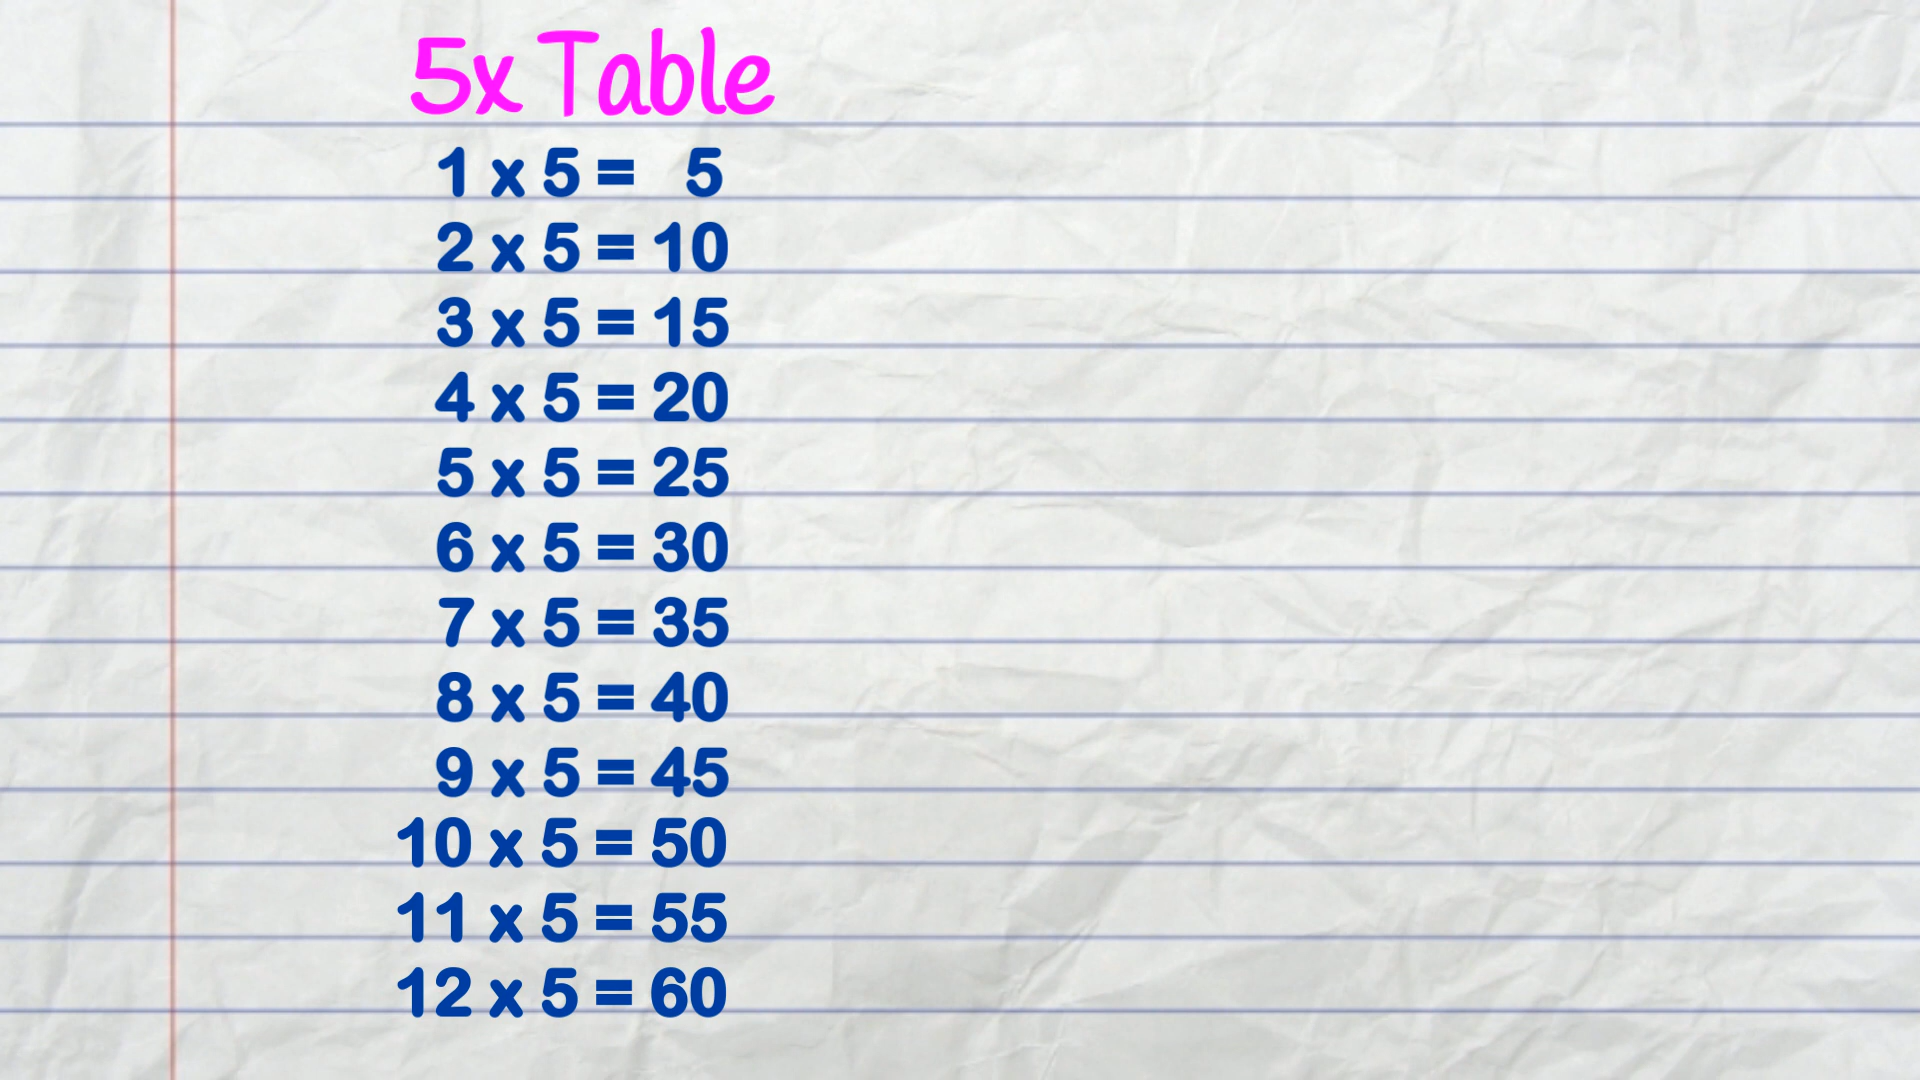 5x Table
1 x 5 = 5
2 x 5 = 10
3 x 5 = 15
4 x 5 = 20
5 x 5 = 25
6 x 5 = 30
7 x 5 = 35
8 x 5 = 40
9 x 5 = 45
10 x 5 = 50
11 x 5 = 55
12 x 5 = 60